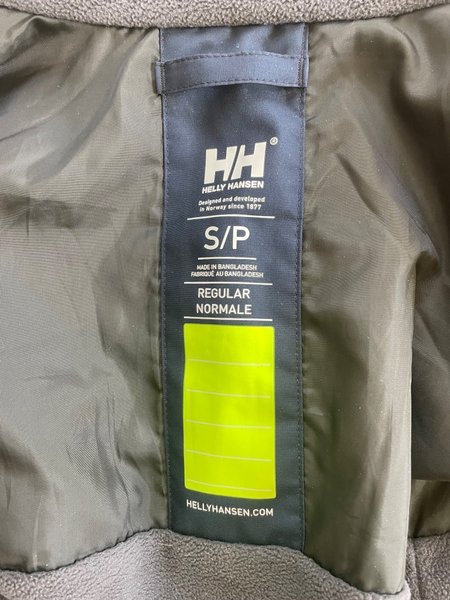 HH®
HELLY HANSEN
Designed and developed
in Norway since 1877
S/P
MADE IN BANGLADESH
FABRIQUÉ AU BANGLADESH
REGULAR
NORMALE
HELLYHANSEN.COM